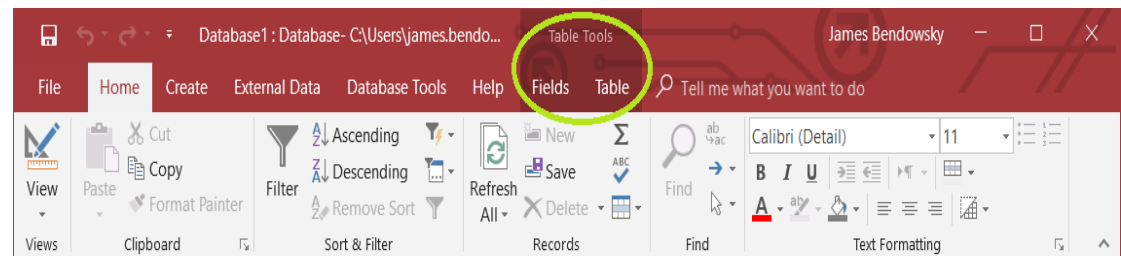 Database1 : Database- C:\Users\james.bendo...
Table Tools
James Bendowsky
File Home Create External Data Database Tools Help Fields Table Tell me what you want to do
View
Paste
Cut
Copy
Format Painter
Filter
Ascending
Descending
Remove Sort
Refresh
All
New
Save
Delete
Find
Calibri (Detail) 11
B I U
Views Clipboard Sort & Filter Records Find Text Formatting